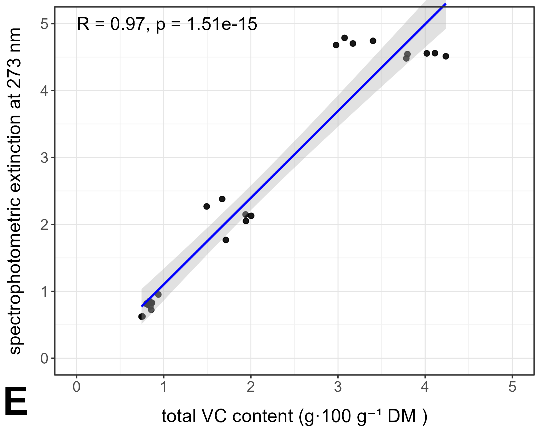 R = 0.97, p = 1.51e-15
spectrophotometric extinction at 273 nm
5
4
3
2
1
0
0 1 2 3 4 5
total VC content (g·100 g⁻¹ DM )
E